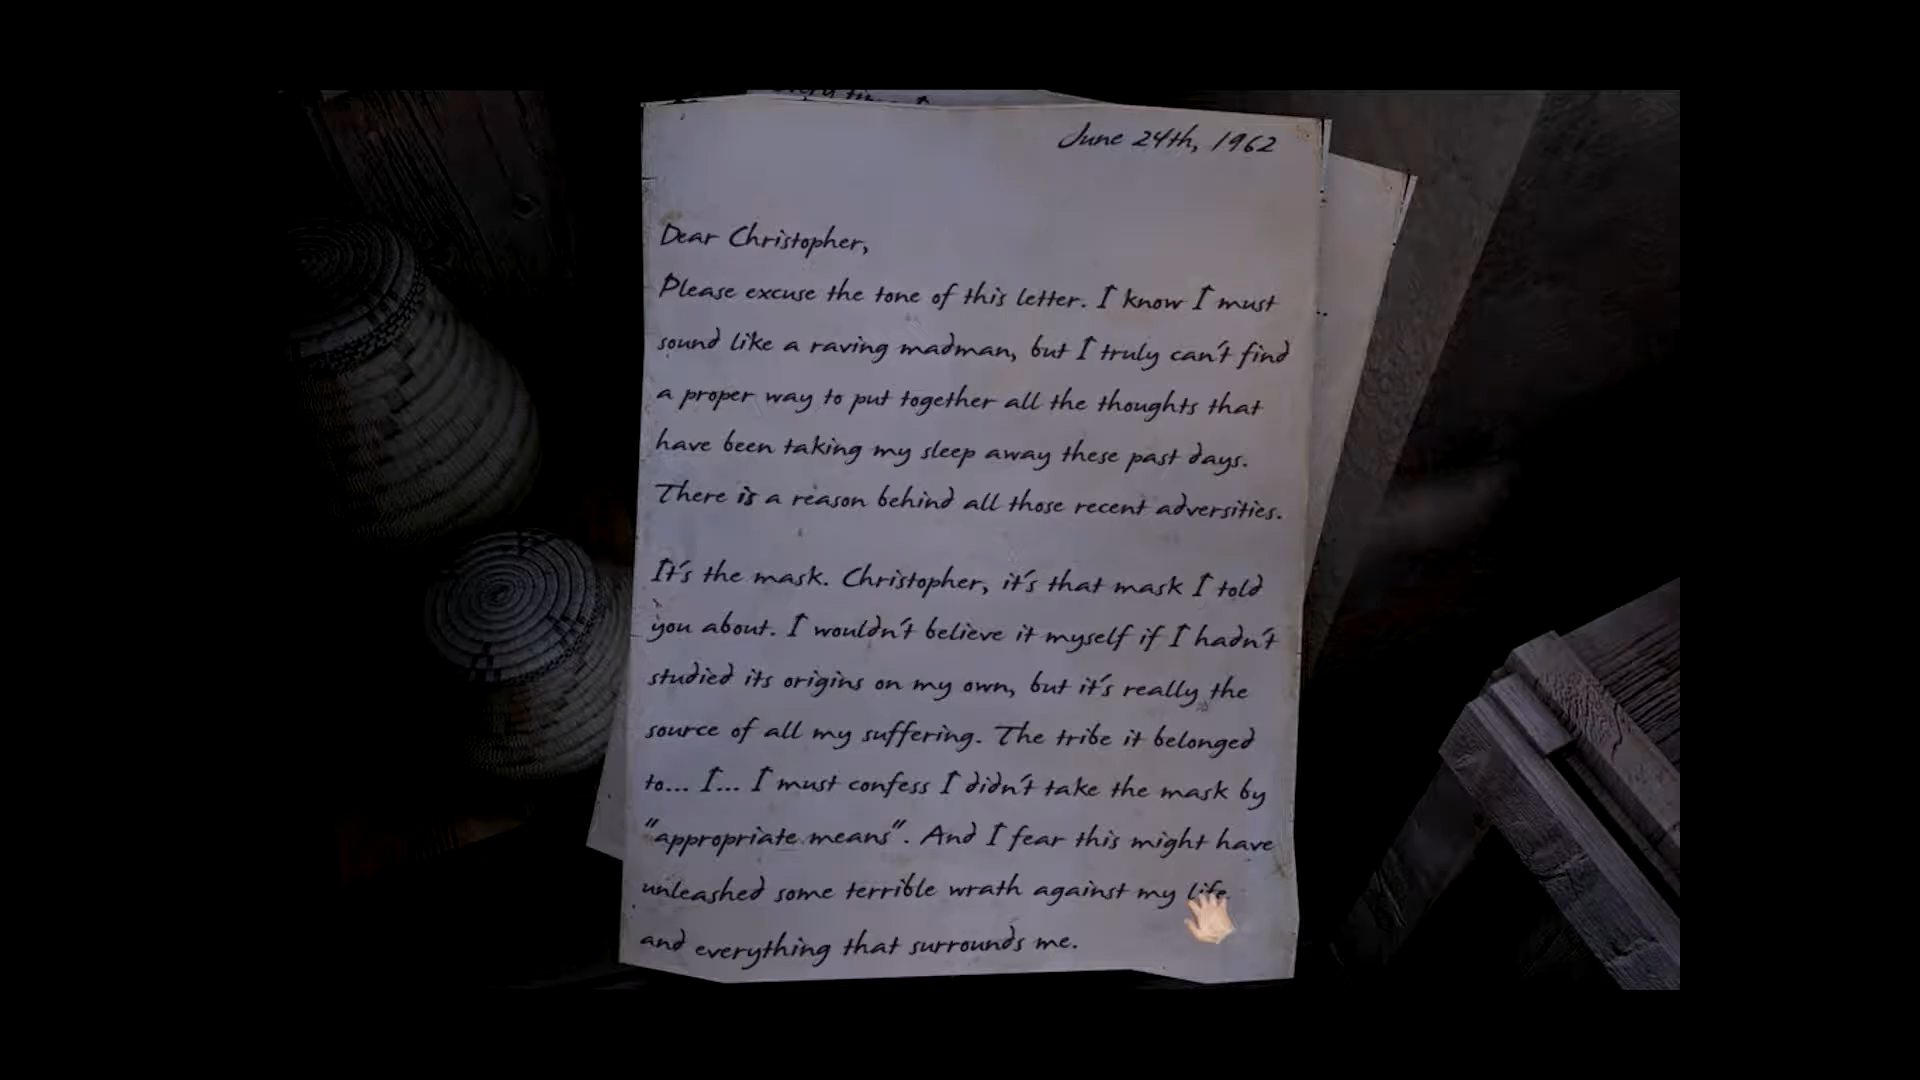 June 24th, 1962
Dear Christopher,
Please excuse the tone of this letter. I know I must
sound like a raving madman, but I truly can't find
a proper way to put together all the thoughts that
have been taking my sleep away these past days.
There is a reason behind all those recent adversities.
It's the mask. Christopher, it's that mask I told
you about. I wouldn't believe it myself if I hadn't
studied its origins on my own, but it's really the
source of all my suffering. The tribe it belonged
to... I... I must confess I didn't take the mask by
"appropriate means". And I fear this might have
unleashed some terrible wrath against my life
and everything that surrounds me.